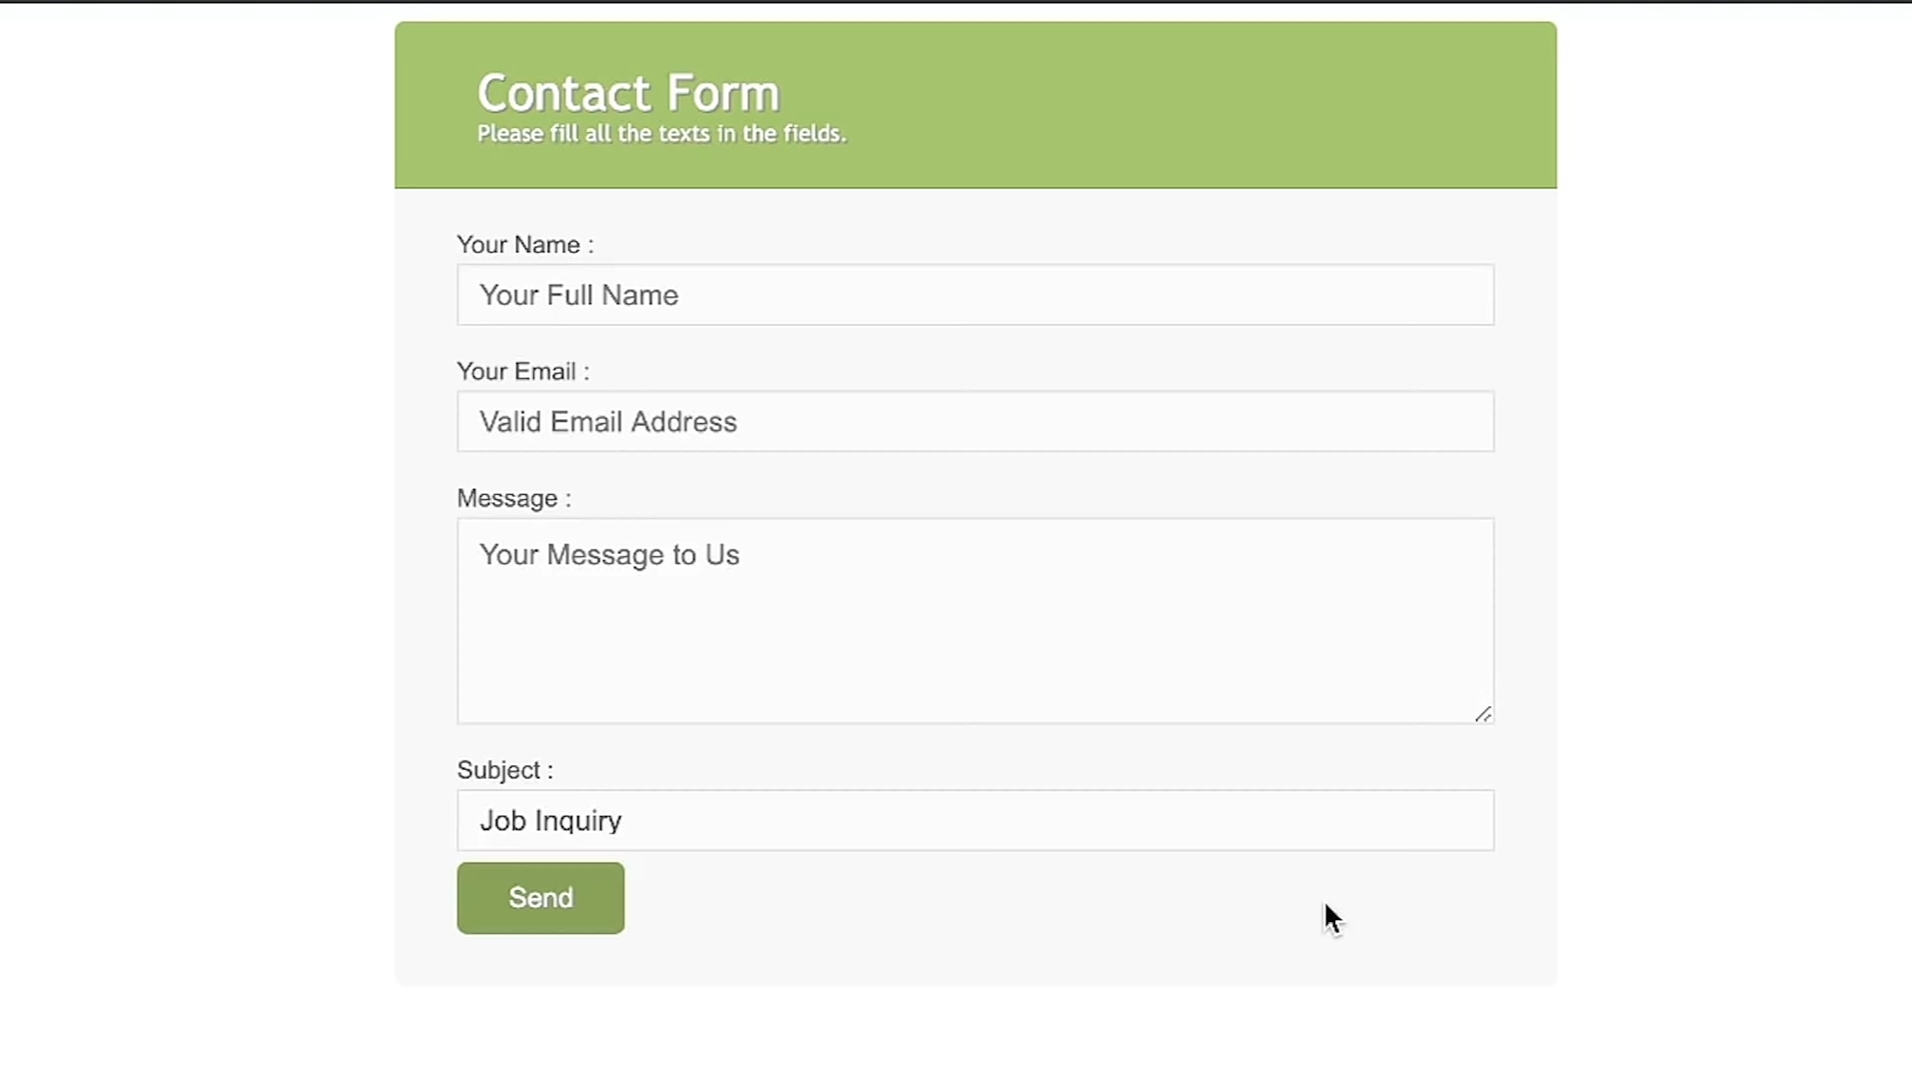 Contact Form
Please fill all the texts in the fields.
Your Name :
Your Full Name
Your Email :
Valid Email Address
Message :
Your Message to Us
Subject :
Job Inquiry
Send